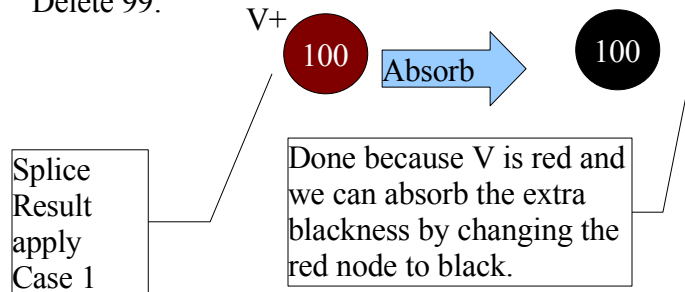 Delete 99.
V+
100
Absorb
100
Splice
Result
apply
Case 1
Done because V is red and
we can absorb the extra
blackness by changing the
red node to black.